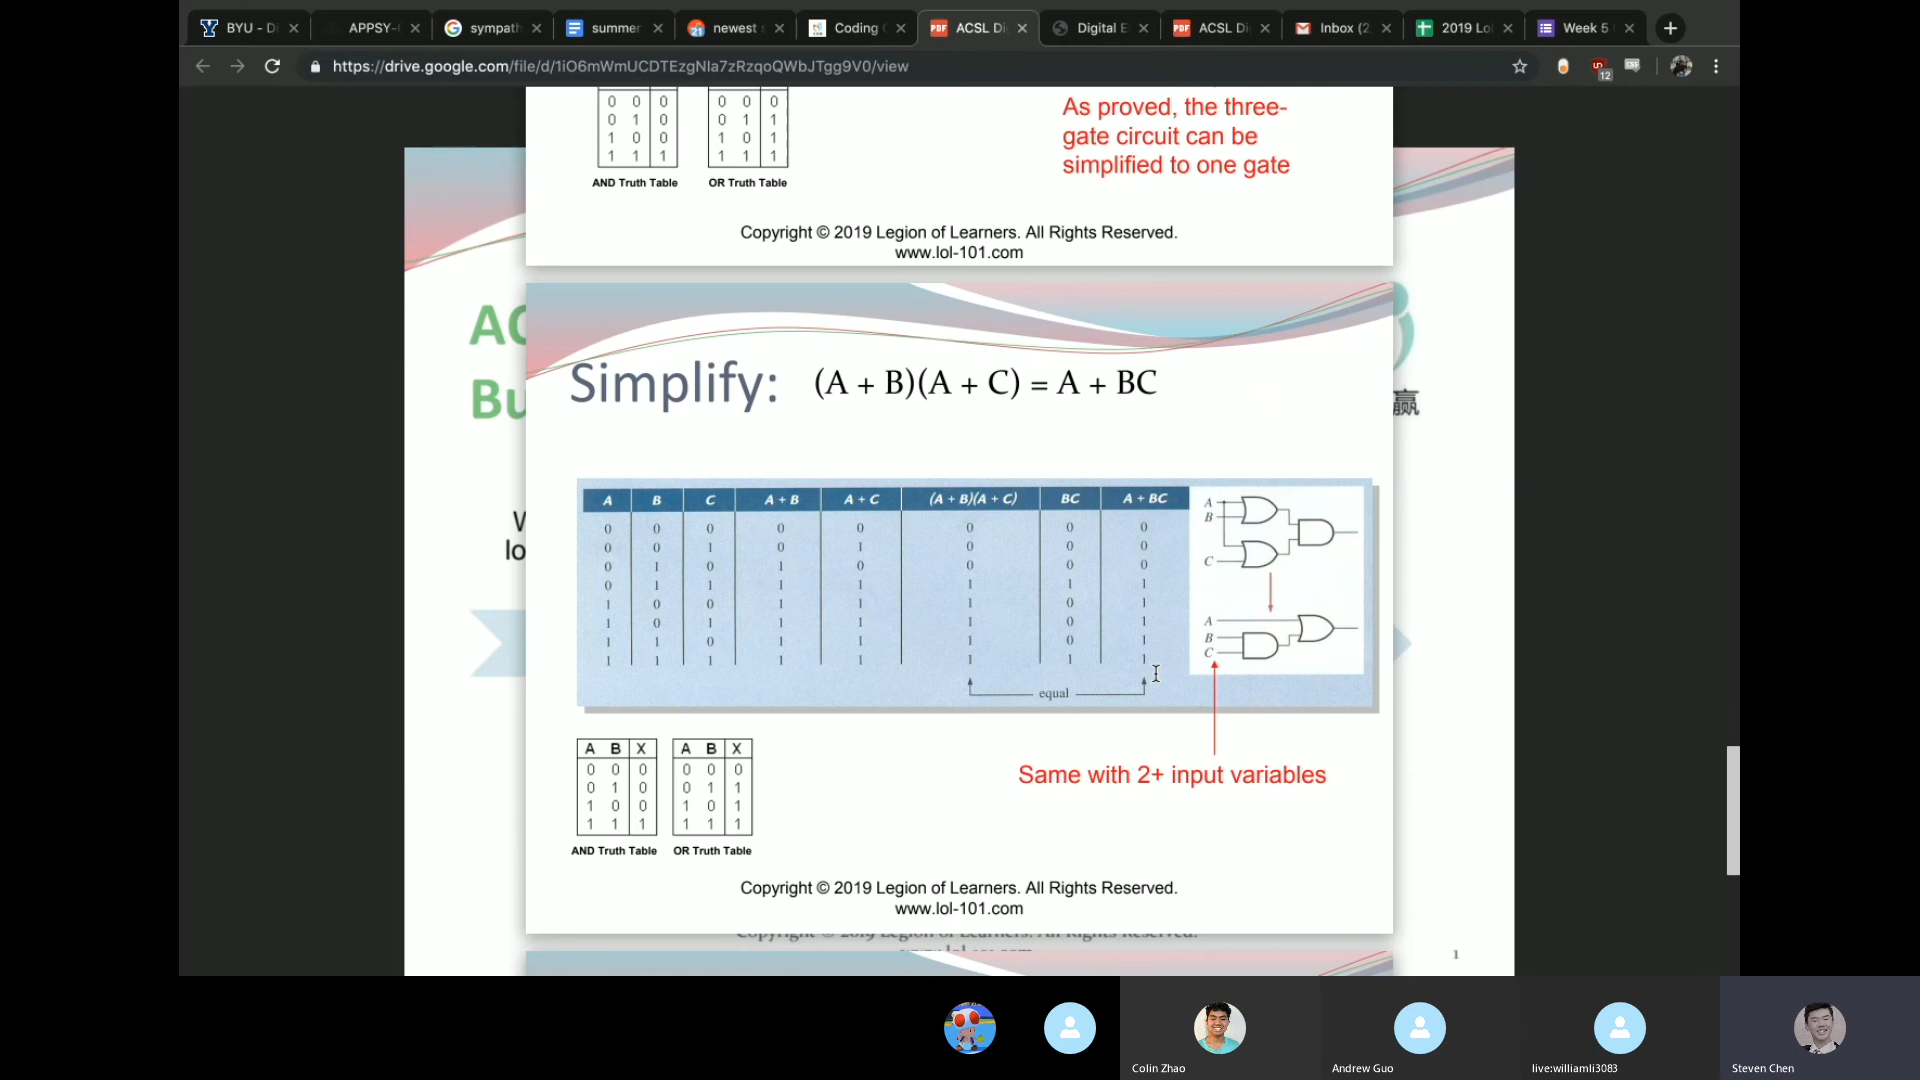 BYU - Di
APPSY-
sympath
summer
newest s
Coding
ACSL Di
Digital E
ACSL Di
Inbox (2
2019 Lo
Week 5
https://drive.google.com/file/d/1iO6mWmUCDTEzgNIa7zRzqoQWbJTgg9V0/view
12
0 0 0
0 1 0
1 0 0
1 1 1
AND Truth Table
0 0 0
0 1 1
1 0 1
1 1 1
OR Truth Table
As proved, the three-
gate circuit can be
simplified to one gate
Copyright © 2019 Legion of Learners. All Rights Reserved.
www.lol-101.com
Simplify: (A + B)(A + C) = A + BC
A B C A + B A + C (A + B)(A + C) BC A + BC
0 0 0 0 0 0 0 0
0 0 1 0 1 0 0 0
0 1 0 1 0 0 0 0
0 1 1 1 1 1 1 1
1 0 0 1 1 1 0 1
1 0 1 1 1 1 0 1
1 1 0 1 1 1 0 1
1 1 1 1 1 1 1 1
equal
A
B
C
A
B
C
Same with 2+ input variables
A B X
0 0 0
0 1 0
1 0 0
1 1 1
AND Truth Table
A B X
0 0 0
0 1 1
1 0 1
1 1 1
OR Truth Table
Copyright © 2019 Legion of Learners. All Rights Reserved.
www.lol-101.com
赢
1
Colin Zhao
Andrew Guo
live:williamli3083
Steven Chen